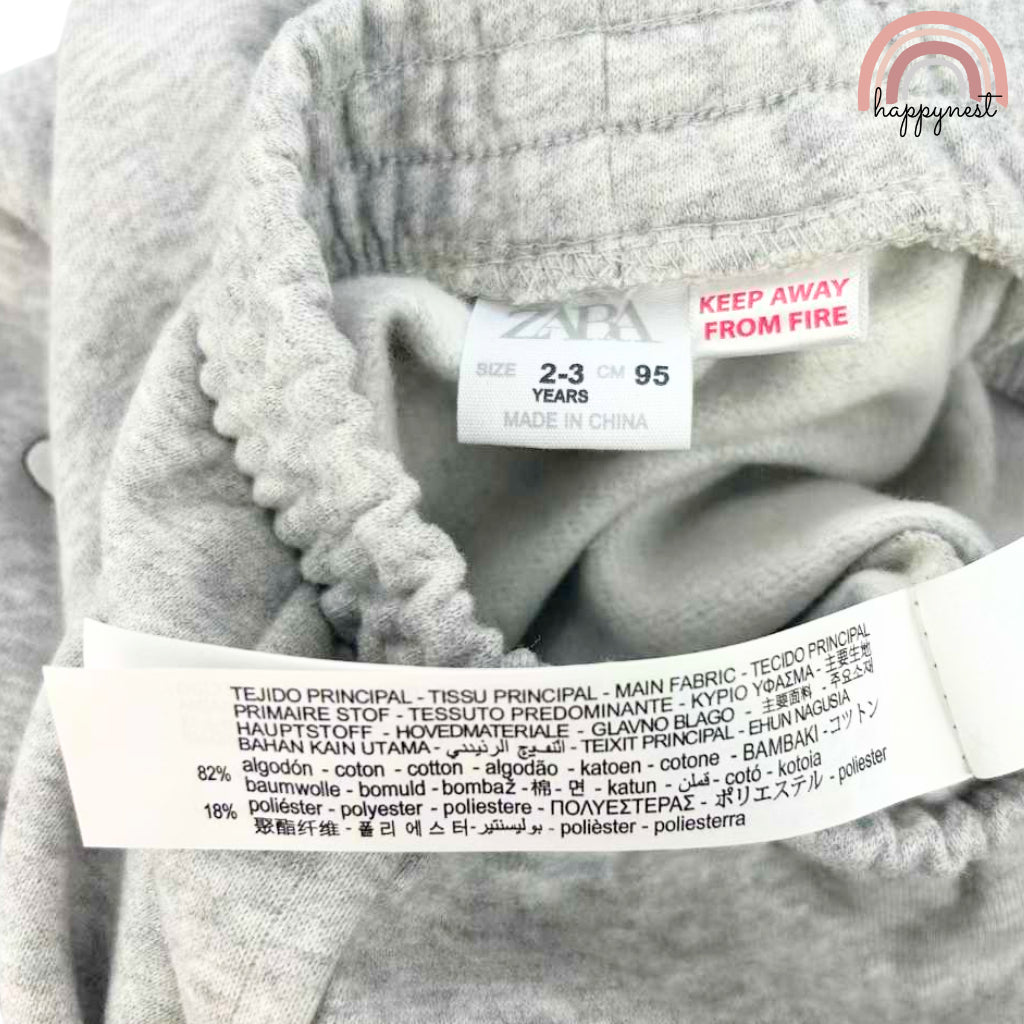 happynest
ZARA
KEEP AWAY
FROM FIRE
SIZE 2-3 CM 95
YEARS
MADE IN CHINA
TEJIDO PRINCIPAL - TISSU PRINCIPAL - MAIN FABRIC - TECIDO PRINCIPAL
PRIMAIRE STOF - TESSUTO PREDOMINANTE - ΚΥΡΙΟ ΥΦΑΣΜΑ - 主要生地
HAUPTSTOFF - HOVEDMATERIALE - GLAVNO BLAGO - 主要面料 - 주요소재
BAHAN KAIN UTAMA - النسيج الرئيسي - TEIXIT PRINCIPAL - EHUN NAGUSIA
82% algodón - coton - cotton - algodão - katoen - cotone - BAMBAKI - コットン
baumwolle - bomuld - bombaž - 棉 - 면 - katun - قطن - cotó - kotoia
18% poliéster - polyester - poliestere - ΠΟΛΥΕΣΤΕΡΑΣ - ポリエステル - poliester
聚酯纤维 - 폴리에스터 - بوليستير - polièster - poliesterra